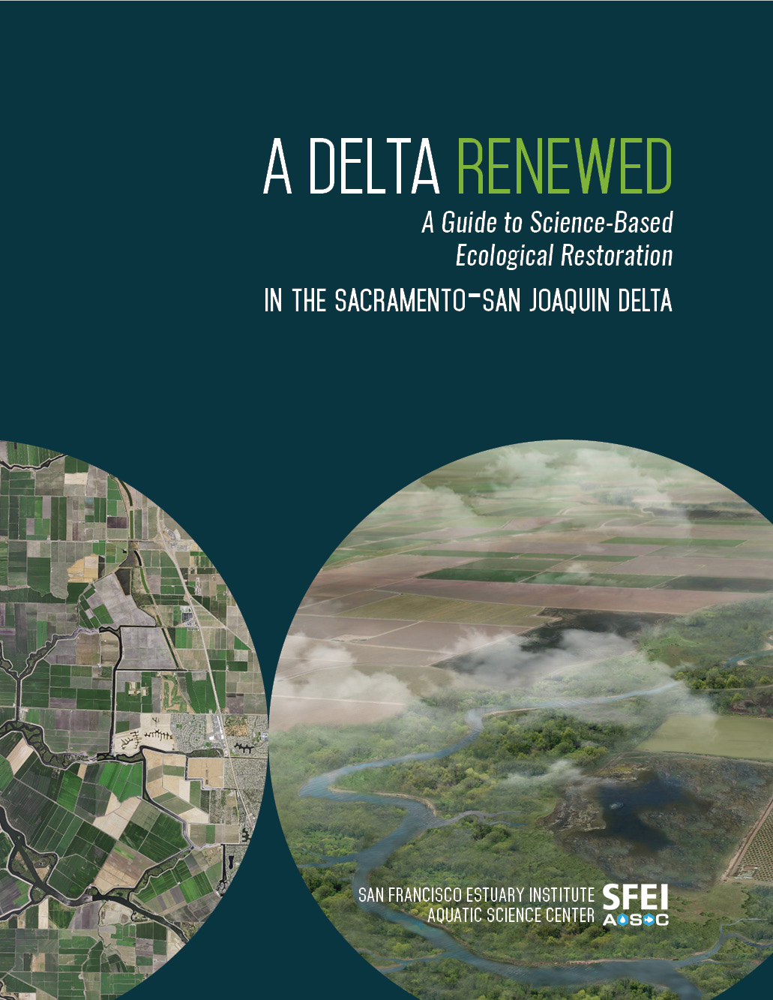 A DELTA RENEWED
A Guide to Science-Based
Ecological Restoration
IN THE SACRAMENTO-SAN JOAQUIN DELTA
SAN FRANCISCO ESTUARY INSTITUTE
AQUATIC SCIENCE CENTER
SFEI
ASC